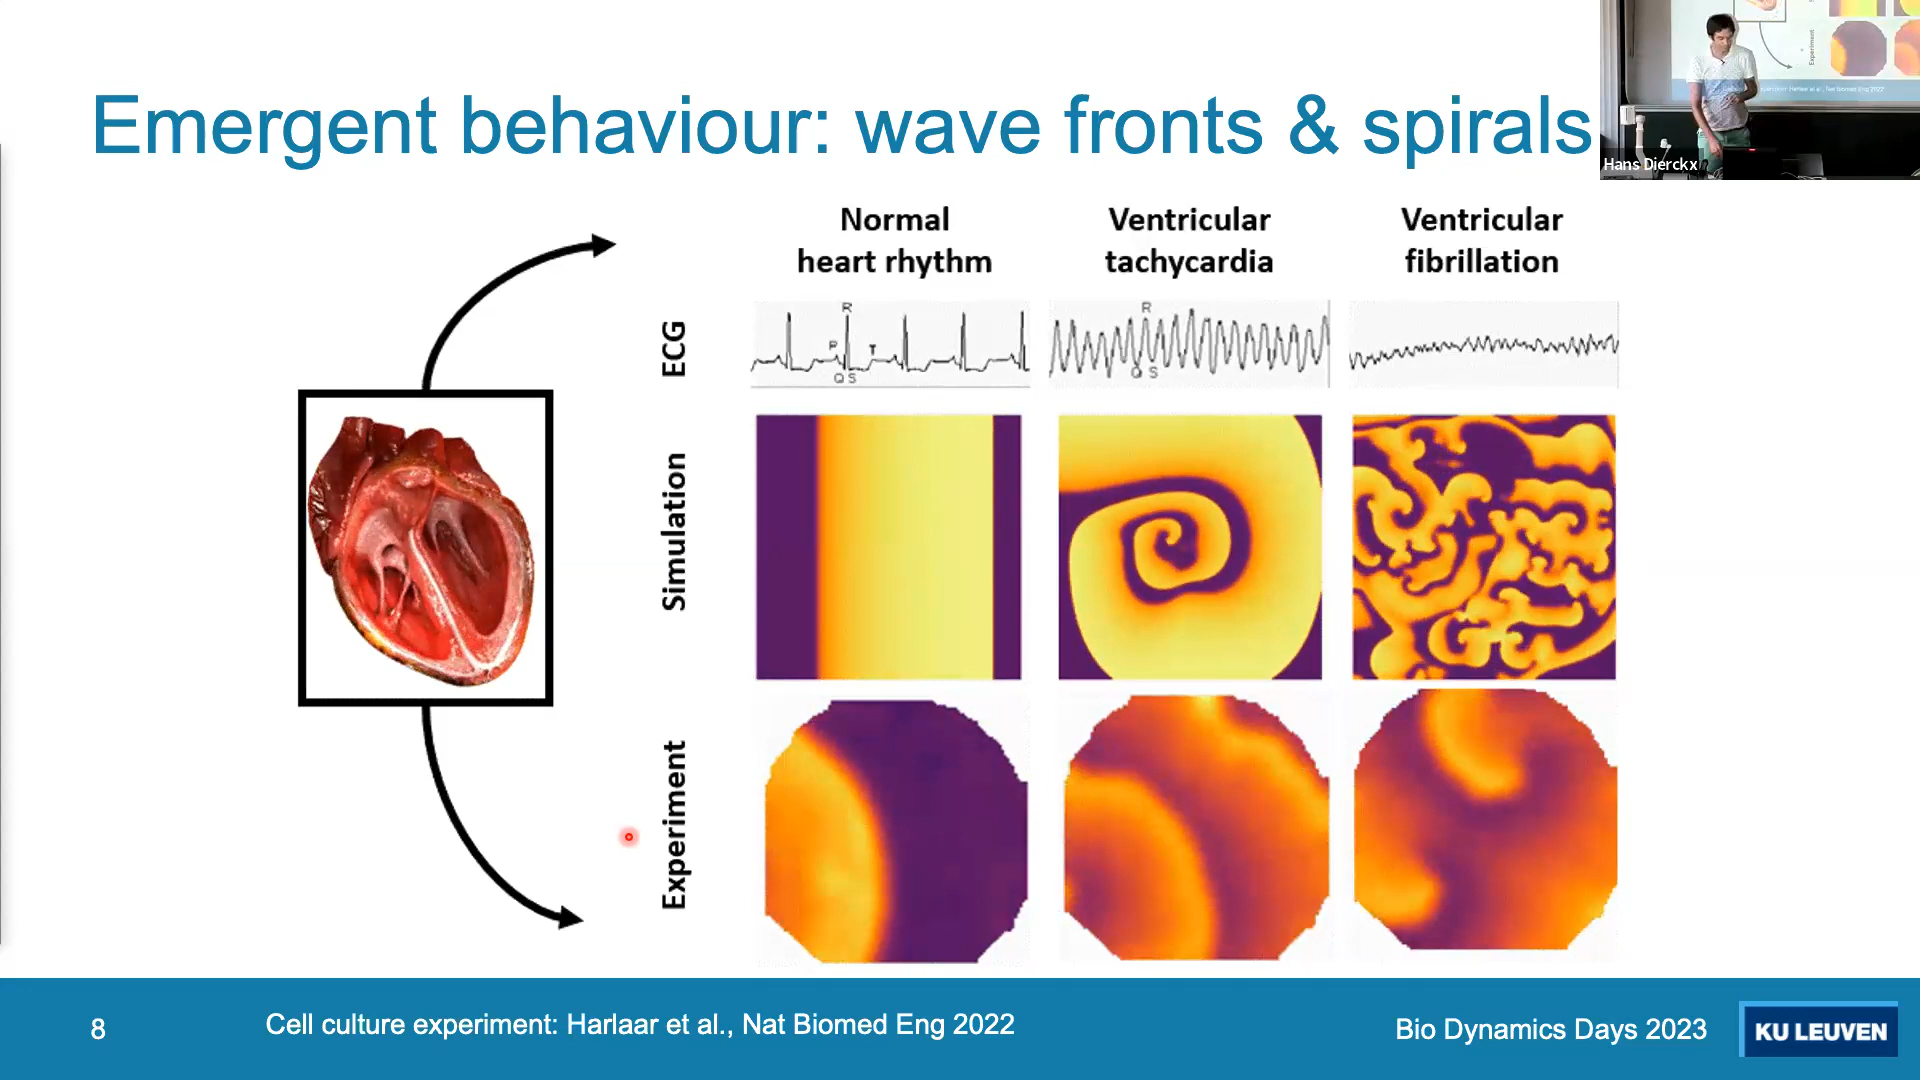 Emergent behaviour: wave fronts & spirals
Hans Dierckx
Experiment
Normal
heart rhythm
Ventricular
tachycardia
Ventricular
fibrillation
ECG
R
P
T
Q S
R
Q S
Simulation
Experiment
8
Cell culture experiment: Harlaar et al., Nat Biomed Eng 2022
Bio Dynamics Days 2023
KU LEUVEN